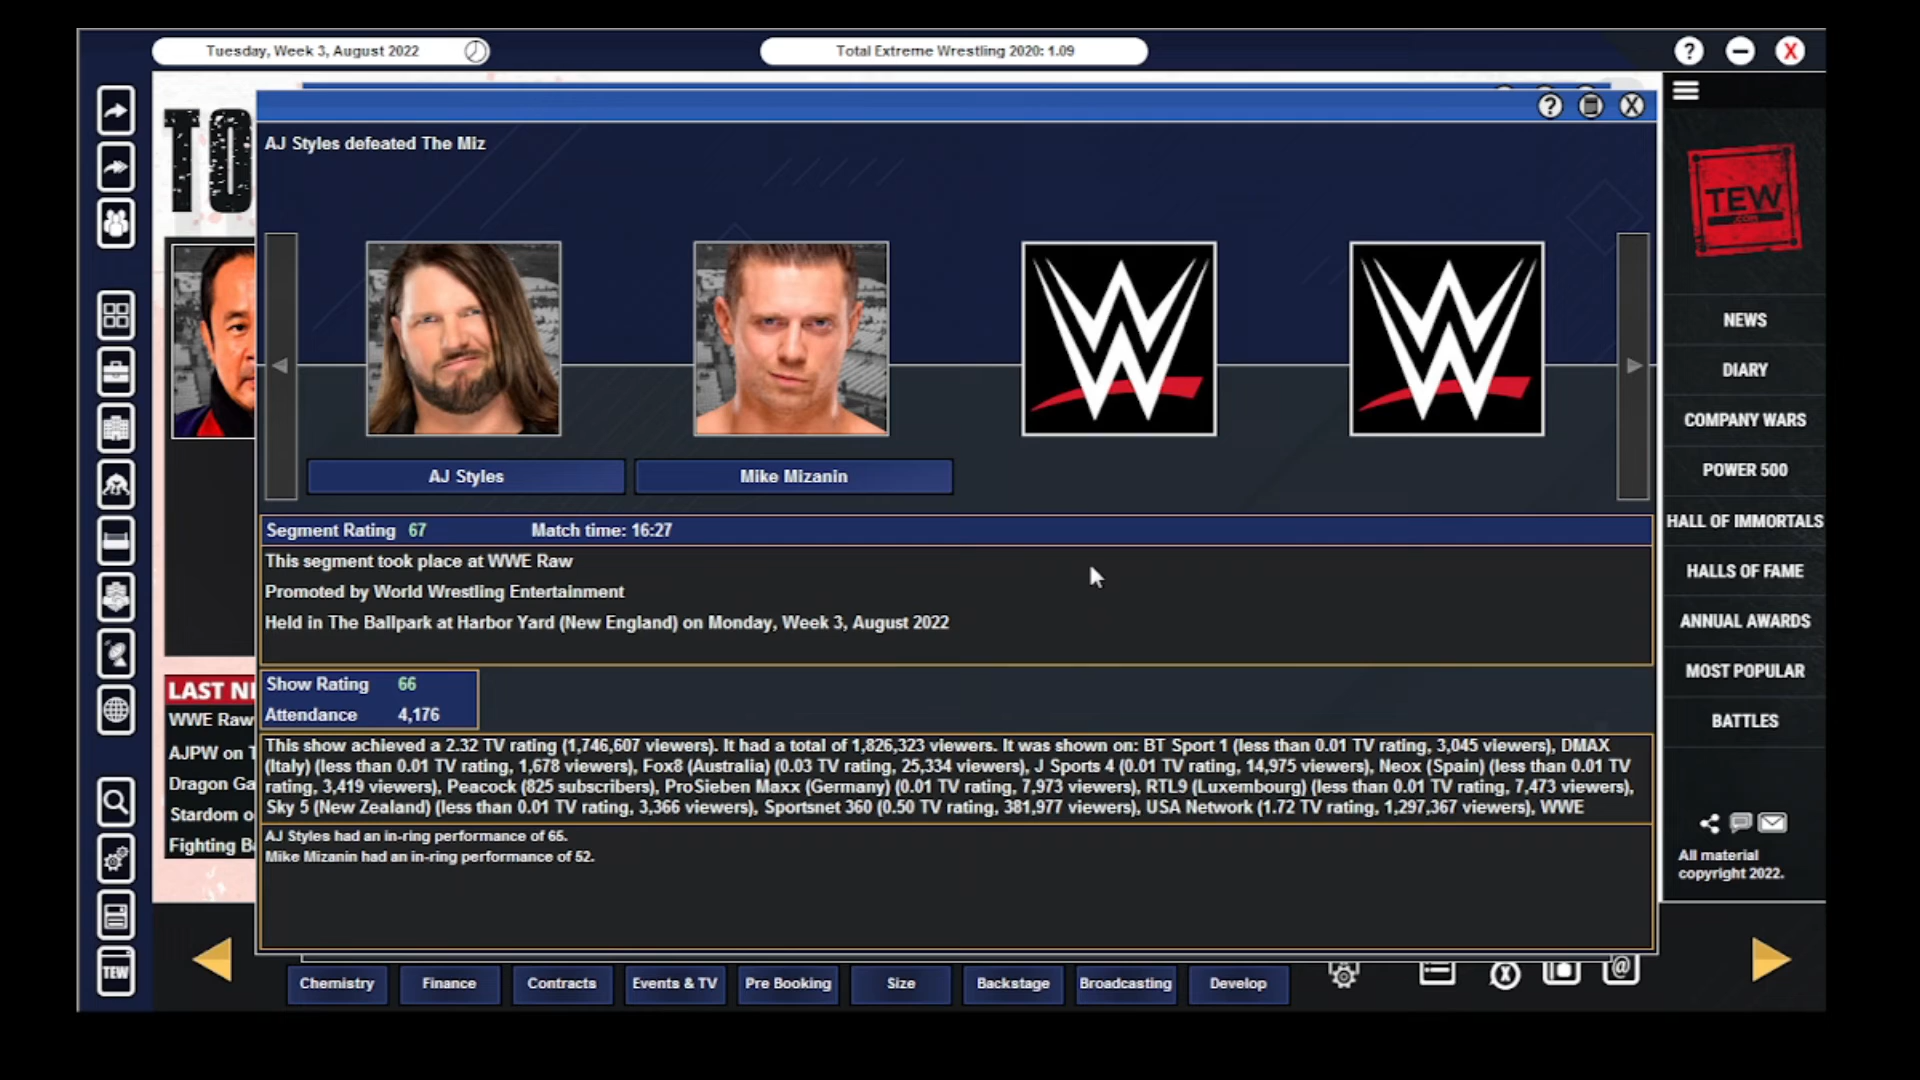 Tuesday, Week 3, August 2022
Total Extreme Wrestling 2020: 1.09
AJ Styles defeated The Miz
AJ Styles
Mike Mizanin
Segment Rating 67 Match time: 16:27
This segment took place at WWE Raw
Promoted by World Wrestling Entertainment
Held in The Ballpark at Harbor Yard (New England) on Monday, Week 3, August 2022
Show Rating 66
Attendance 4,176
This show achieved a 2.32 TV rating (1,746,607 viewers). It had a total of 1,826,323 viewers. It was shown on: BT Sport 1 (less than 0.01 TV rating, 3,045 viewers), DMAX
(Italy) (less than 0.01 TV rating, 1,678 viewers), Fox8 (Australia) (0.03 TV rating, 25,334 viewers), J Sports 4 (0.01 TV rating, 14,975 viewers), Neox (Spain) (less than 0.01 TV
rating, 3,419 viewers), Peacock (825 subscribers), ProSieben Maxx (Germany) (0.01 TV rating, 7,973 viewers), RTL9 (Luxembourg) (less than 0.01 TV rating, 7,473 viewers),
Sky 5 (New Zealand) (less than 0.01 TV rating, 3,366 viewers), Sportsnet 360 (0.50 TV rating, 381,977 viewers), USA Network (1.72 TV rating, 1,297,367 viewers), WWE
AJ Styles had an in-ring performance of 65.
Mike Mizanin had an in-ring performance of 52.
TO
LAST NI
WWE Raw
AJPW on T
Dragon Ga
Stardom o
Fighting Ba
TEW
Chemistry
Finance
Contracts
Events & TV
Pre Booking
Size
Backstage
Broadcasting
Develop
TEW
.com
NEWS
DIARY
COMPANY WARS
POWER 500
HALL OF IMMORTALS
HALLS OF FAME
ANNUAL AWARDS
MOST POPULAR
BATTLES
All material
copyright 2022.